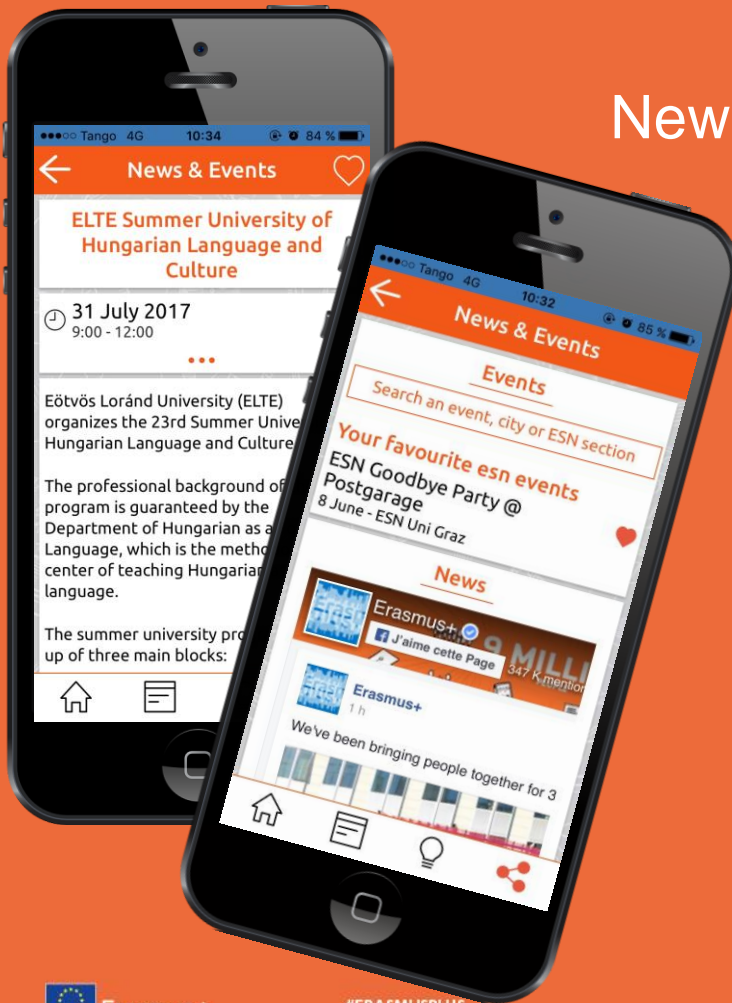 New
Tango 4G 10:34 84 %
News & Events
ELTE Summer University of
Hungarian Language and
Culture
31 July 2017
9:00 - 12:00
Eötvös Loránd University (ELTE)
organizes the 23rd Summer
Hungarian Language and Culture
The professional background of
program is guaranteed by the
Department of Hungarian as a
Language, which is the
center of teaching
language.
The summer university
up of three main blocks:
Tango 4G 10:32 85 %
News & Events
Events
Search an event, city or ESN section
Your favourite esn events
ESN Goodbye Party @
Postgarage
8 June - ESN Uni Graz
News
Erasmus+
J'aime cette Page
9 MILLI
347 K mention
Erasmus+
1 h
We've been bringing people together for 3
#ERASMUSPLUS